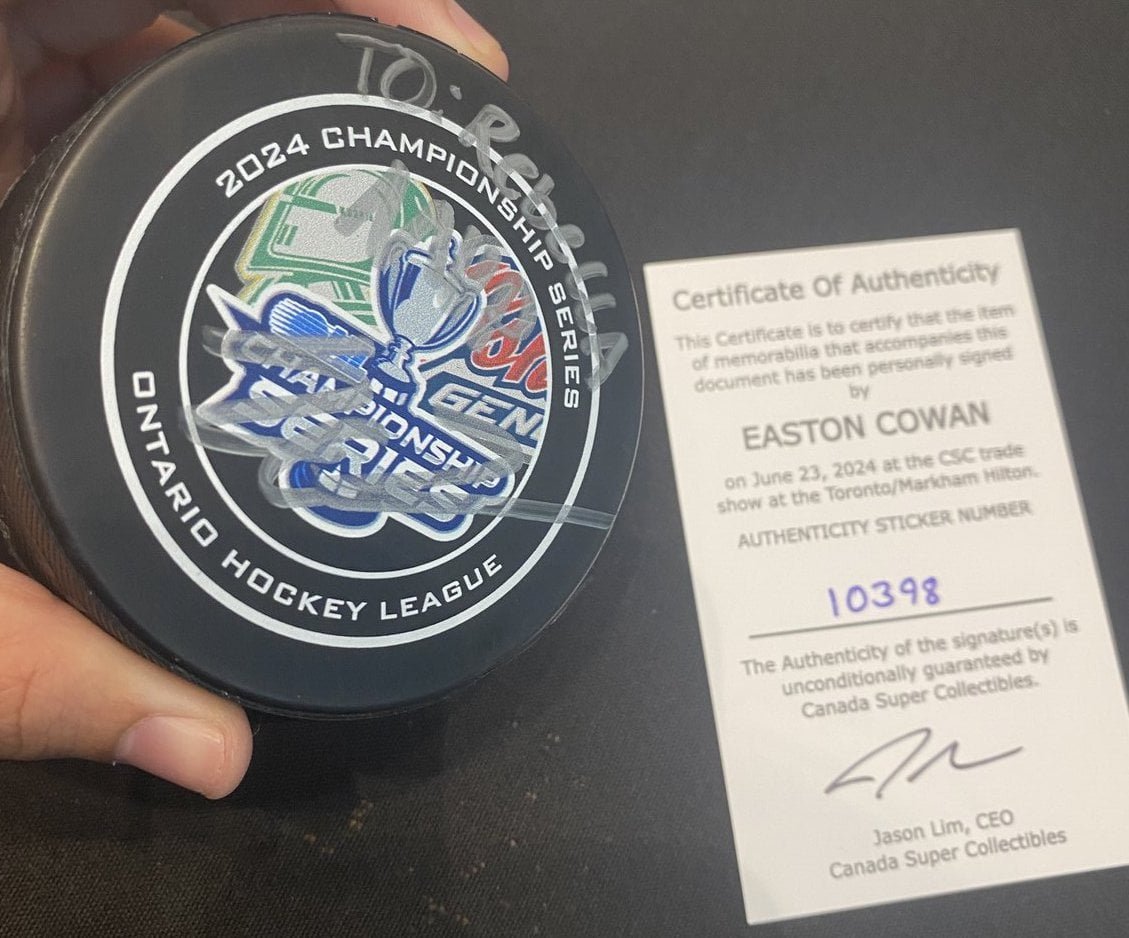 TO: Rebecca
2024 CHAMPIONSHIP SERIES
CHAMPIONSHIP
SERIES
GEN
ONTARIO HOCKEY LEAGUE
Certificate Of Authenticity
This Certificate is to certify that the item
of memorabilia that accompanies this
document has been personally signed
by
EASTON COWAN
on June 23, 2024 at the CSC trade
show at the Toronto/Markham Hilton.
AUTHENTICITY STICKER NUMBER
10398
The Authenticity of the signature(s) is
unconditionally guaranteed by
Canada Super Collectibles.
Jason Lim, CEO
Canada Super Collectibles